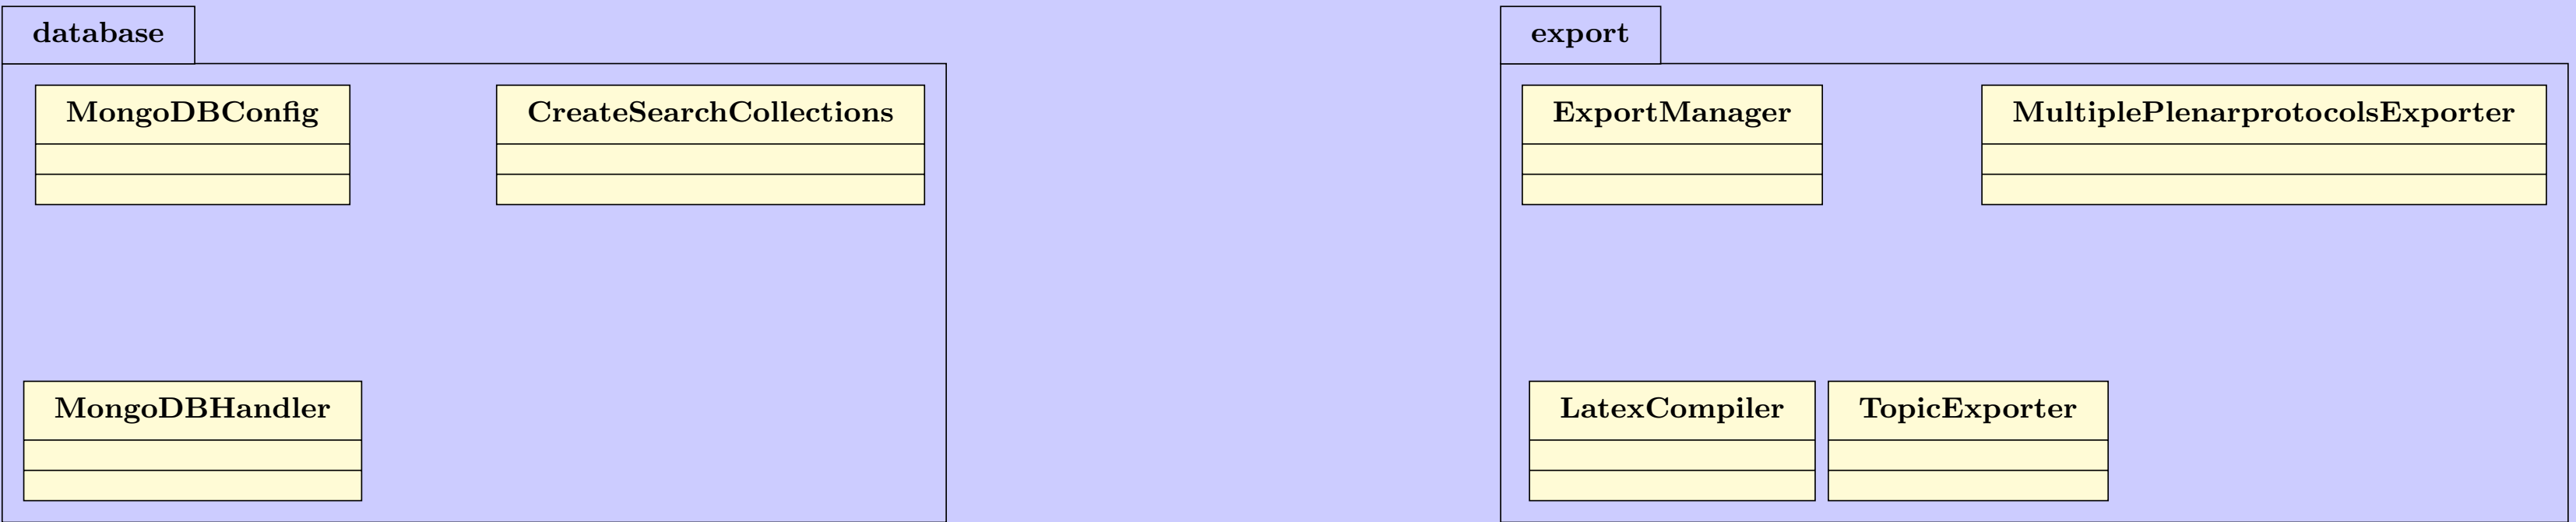 database
MongoDBConfig
CreateSearchCollections
MongoDBHandler
export
ExportManager
MultiplePlenarprotocolsExporter
LatexCompiler
TopicExporter